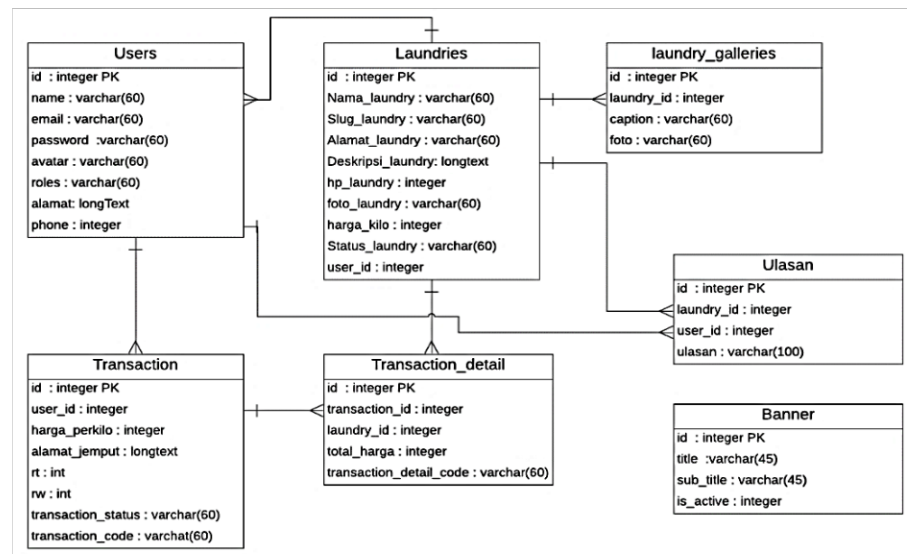 Users
id : integer PK
name : varchar(60)
email : varchar(60)
password :varchar(60)
avatar : varchar(60)
roles : varchar(60)
alamat: longText
phone : integer
Laundries
id : integer PK
Nama_laundry : varchar(60)
Slug_laundry : varchar(60)
Alamat_laundry : varchar(60)
Deskripsi_laundry: longtext
hp_laundry : integer
foto_laundry : varchar(60)
harga_kilo : integer
Status_laundry : varchar(60)
user_id : integer
laundry_galleries
id : integer PK
laundry_id : integer
caption : varchar(60)
foto : varchar(60)
Ulasan
id : integer PK
laundry_id : integer
user_id : integer
ulasan : varchar(100)
Transaction
id : integer PK
user_id : integer
harga_perkilo : integer
alamat_jemput : longtext
rt : int
rw : int
transaction_status : varchar(60)
transaction_code : varchat(60)
Transaction_detail
id : integer PK
transaction_id : integer
laundry_id : integer
total_harga : integer
transaction_detail_code : varchar(60)
Banner
id : integer PK
title :varchar(45)
sub_title : varchar(45)
is_active : integer